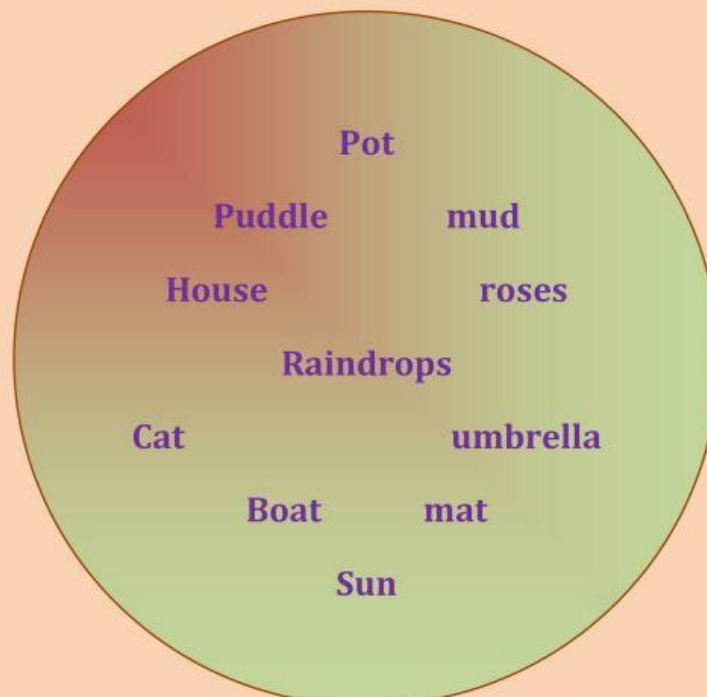 Pot
Puddle mud
House roses
Raindrops
Cat umbrella
Boat mat
Sun